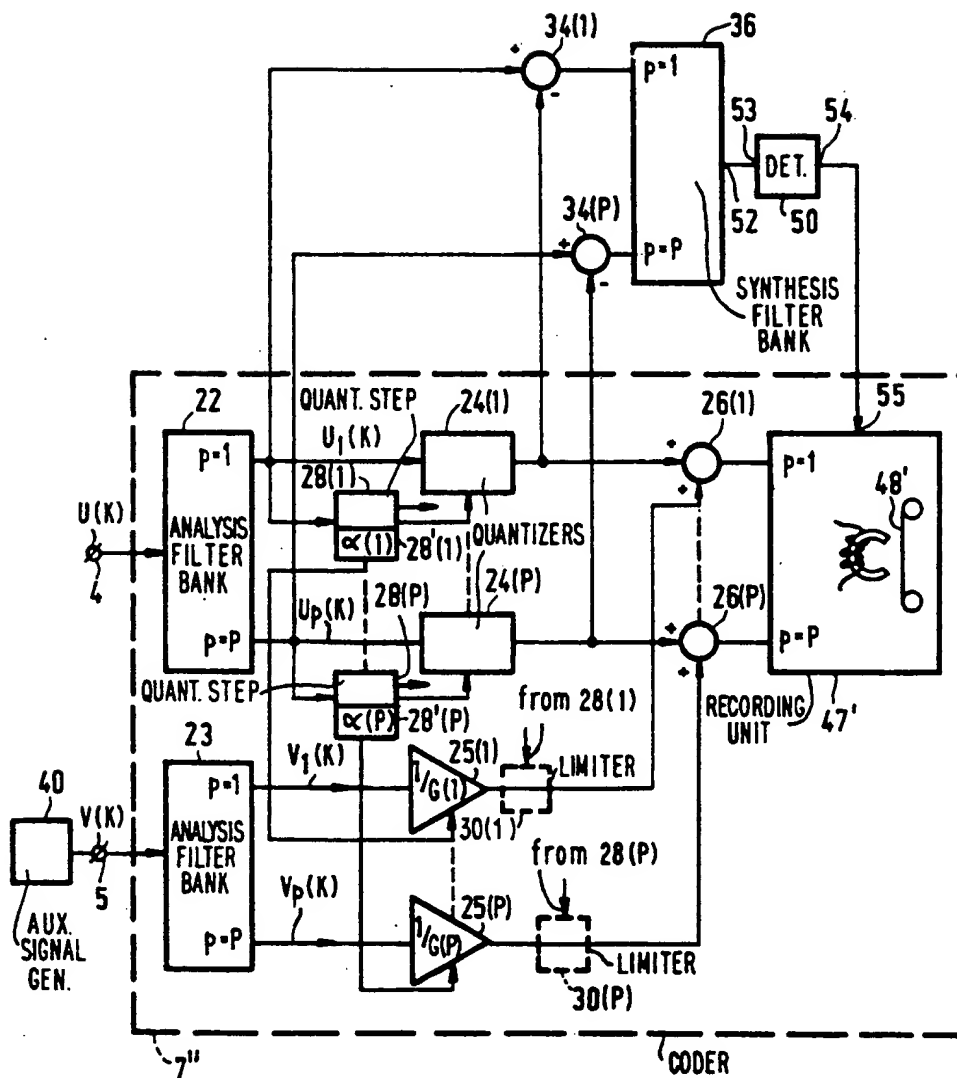 34(1)
36
+
-
p=1
53
54
DET.
52
50
34(P)
+
-
p=P
SYNTHESIS
FILTER
BANK
22
QUANT. STEP
24(1)
26(1)
55
p=1
U1(K)
28(1)
+
+
p=1
48'
U(K)
4
ANALYSIS
FILTER
BANK
∝(1)
28'(1)
QUANTIZERS
28(P)
24(P)
26(P)
Up(K)
p=P
+
+
p=P
QUANT. STEP
∝(P)
28'(P)
from 28(1)
RECORDING
UNIT
47'
23
V1(K)
25(1)
LIMITER
40
V(K)
p=1
1/G(1)
30(1)
5
ANALYSIS
FILTER
BANK
from 28(P)
Vp(K)
25(P)
AUX.
SIGNAL
GEN.
p=P
1/G(P)
LIMITER
30(P)
7"
CODER